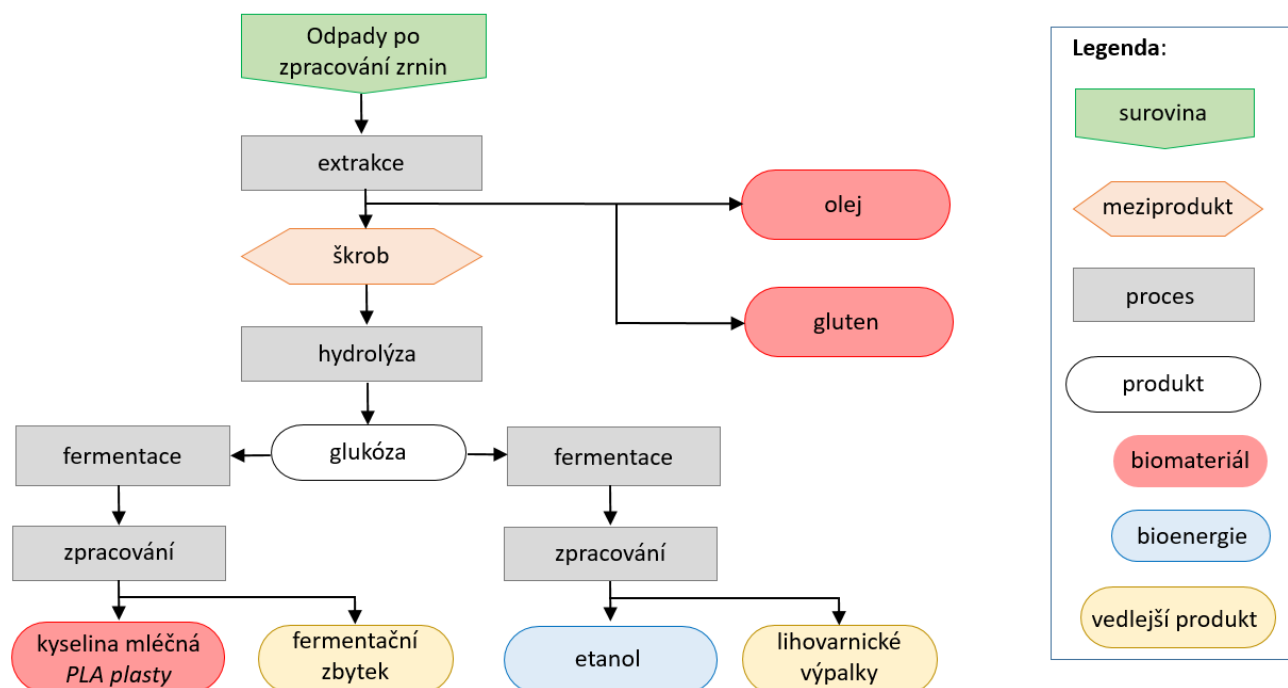 Odpady po
zpracování zrnin
extrakce
olej
škrob
gluten
hydrolýza
fermentace
glukóza
fermentace
zpracování
zpracování
kyselina mléčná
PLA plasty
fermentační
zbytek
etanol
lihovarnické
výpalky
Legenda:
surovina
meziprodukt
proces
produkt
biomateriál
bioenergie
vedlejší produkt